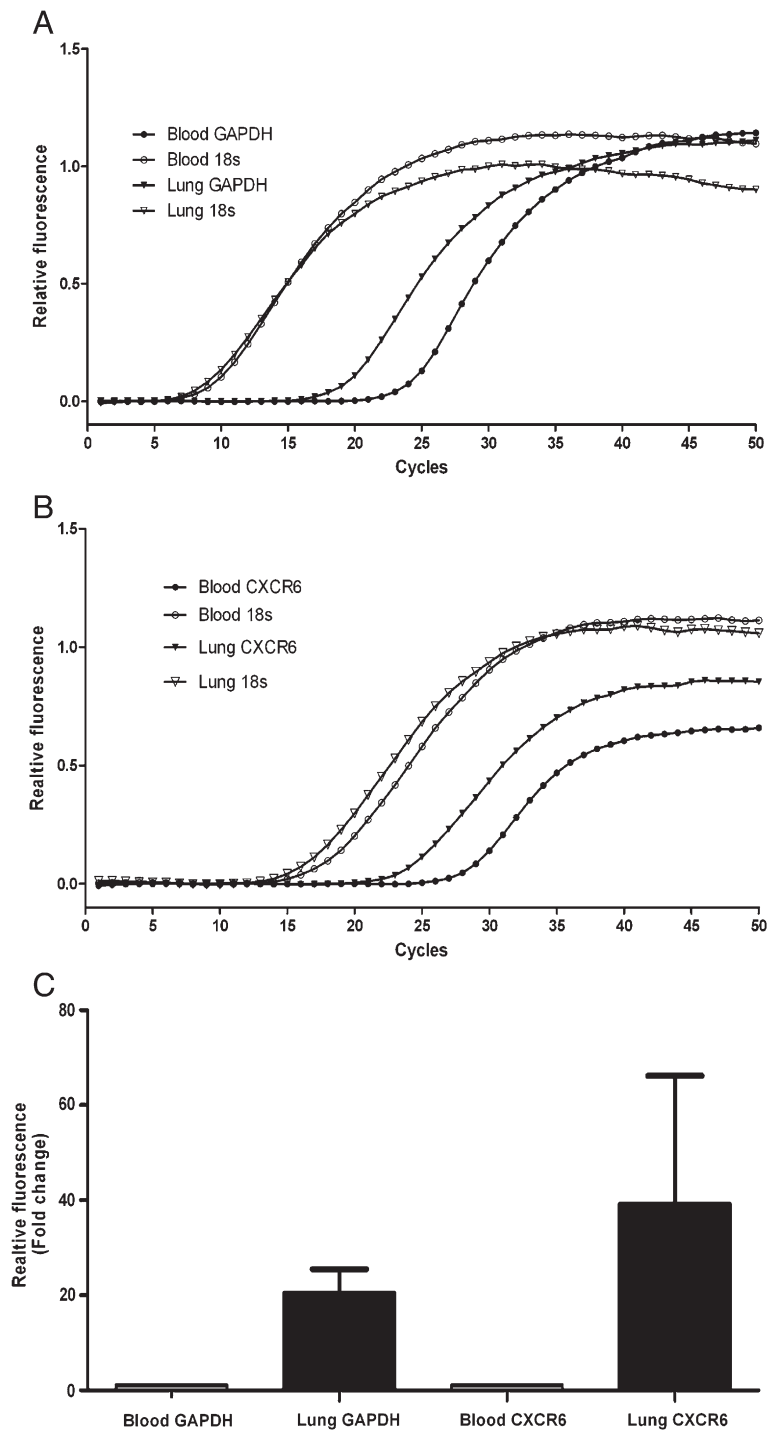 A
1.5
1.0
0.5
0.0
Relative fluorescence
Blood GAPDH
Blood 18s
Lung GAPDH
Lung 18s
0 5 10 15 20 25 30 35 40 45 50
Cycles
B
1.5
1.0
0.5
0.0
Realtive fluorescence
Blood CXCR6
Blood 18s
Lung CXCR6
Lung 18s
0 5 10 15 20 25 30 35 40 45 50
Cycles
C
80
60
40
20
0
Realtive fluorescence
(Fold change)
Blood GAPDH Lung GAPDH Blood CXCR6 Lung CXCR6